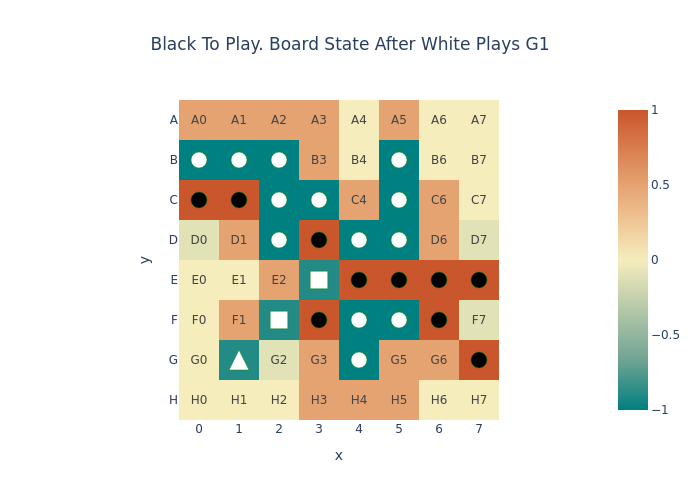 Black To Play. Board State After White Plays G1
A A0 A1 A2 A3 A4 A5 A6 A7
B B3 B4 B6 B7
C C4 C6 C7
D D0 D1 D6 D7
E E0 E1 E2
F F0 F1 F7
G G0 G2 G3 G5 G6
H H0 H1 H2 H3 H4 H5 H6 H7
0 1 2 3 4 5 6 7
x
y
1
0.5
0
−0.5
−1